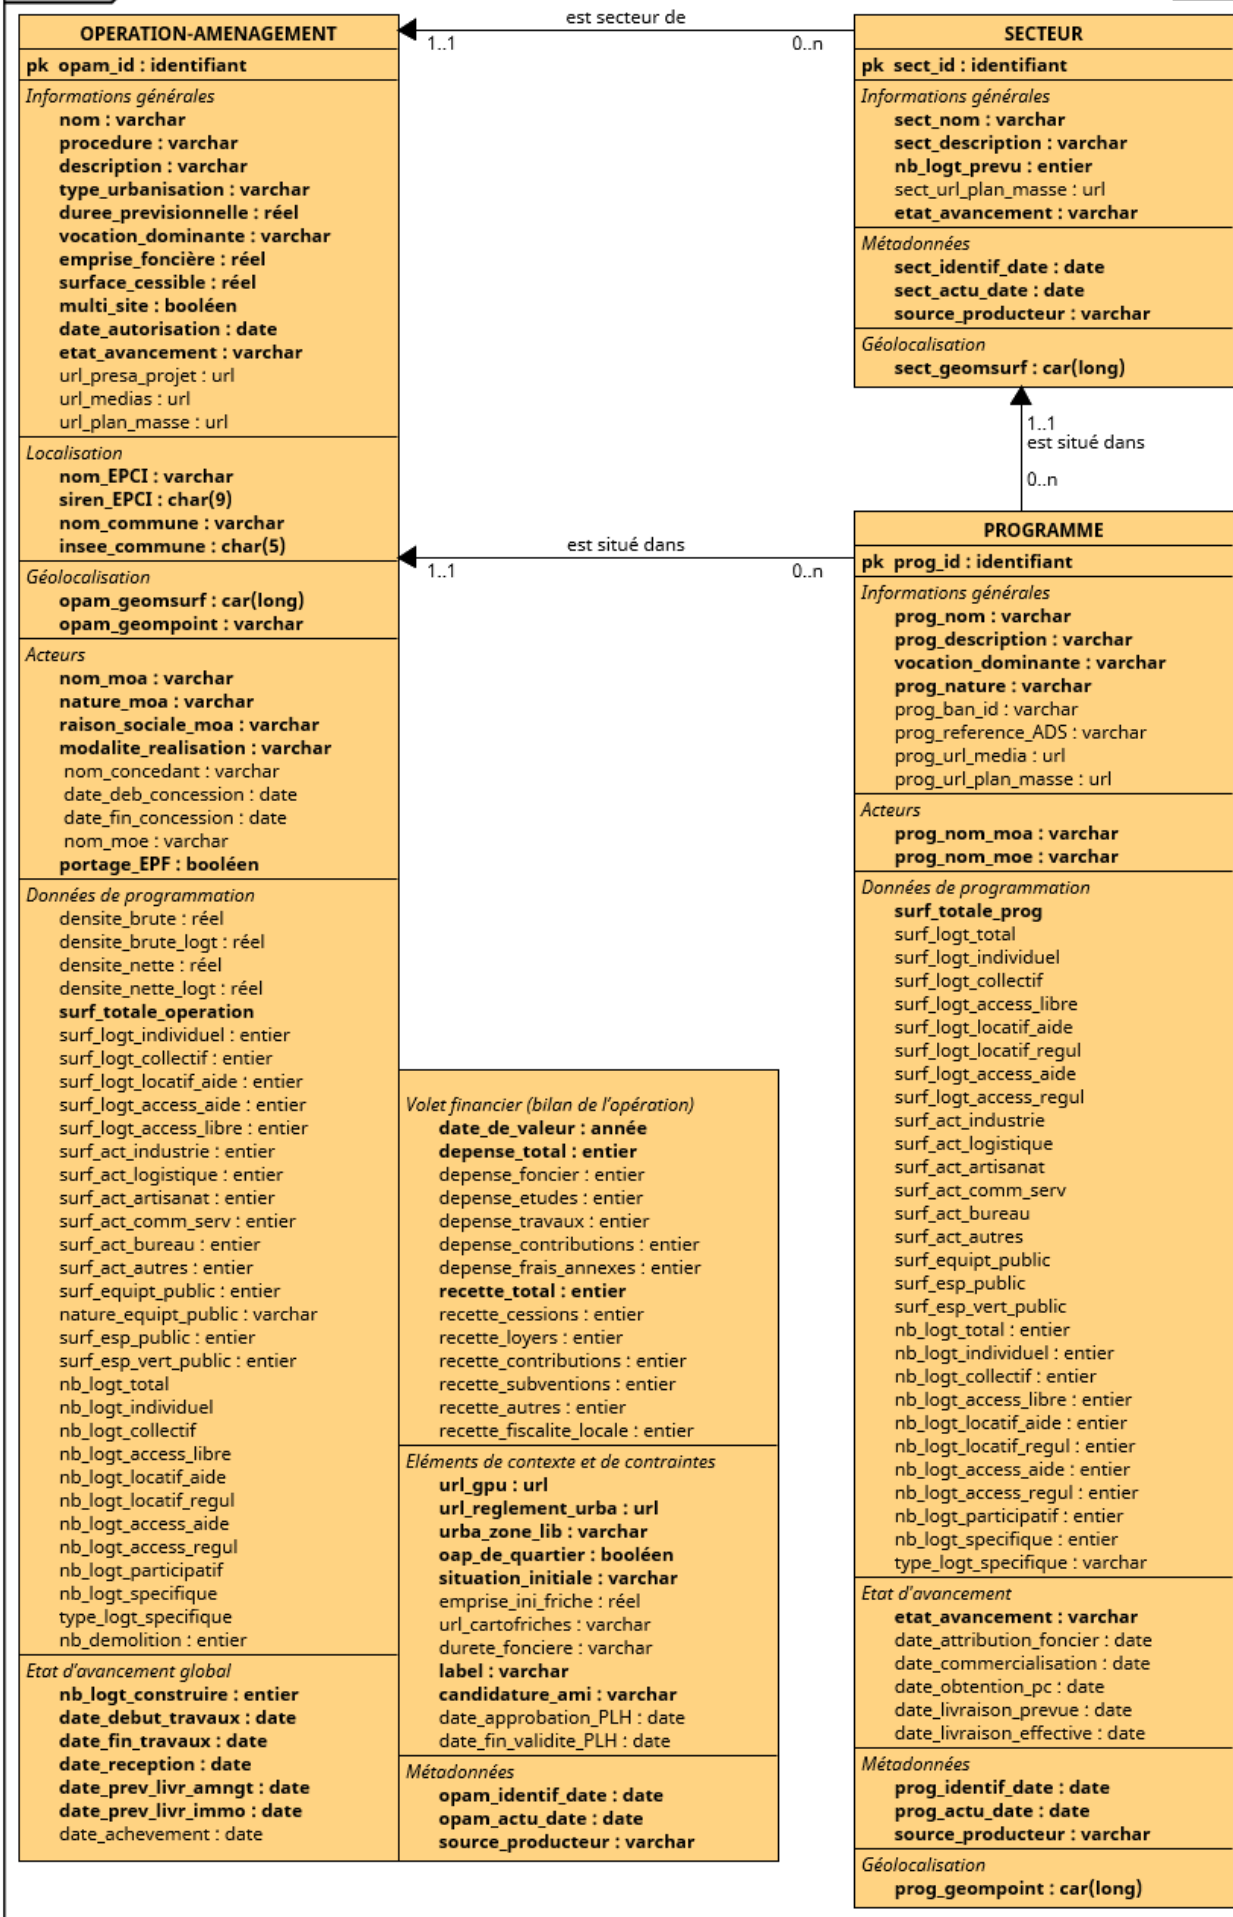 OPERATION-AMENAGEMENT
pk opam_id : identifiant
Informations générales
nom : varchar
procedure : varchar
description : varchar
type_urbanisation : varchar
duree_previsionnelle : réel
vocation_dominante : varchar
emprise_foncière : réel
surface_cessible : réel
multi_site : booléen
date_autorisation : date
etat_avancement : varchar
url_presa_projet : url
url_medias : url
url_plan_masse : url
Localisation
nom_EPCI : varchar
siren_EPCI : char(9)
nom_commune : varchar
insee_commune : char(5)
Géolocalisation
opam_geomsurf : car(long)
opam_geompoint : varchar
Acteurs
nom_moa : varchar
nature_moa : varchar
raison_sociale_moa : varchar
modalite_realisation : varchar
nom_concedant : varchar
date_deb_concession : date
date_fin_concession : date
nom_moe : varchar
portage_EPF : booléen
Données de programmation
densite_brute : réel
densite_brute_logt : réel
densite_nette : réel
densite_nette_logt : réel
surf_totale_operation
surf_logt_individuel : entier
surf_logt_collectif : entier
surf_logt_locatif_aide : entier
surf_logt_access_aide : entier
surf_logt_access_libre : entier
surf_act_industrie : entier
surf_act_logistique : entier
surf_act_artisanat : entier
surf_act_comm_serv : entier
surf_act_bureau : entier
surf_act_autres : entier
surf_equipt_public : entier
nature_equipt_public : varchar
surf_esp_public : entier
surf_esp_vert_public : entier
nb_logt_total
nb_logt_individuel
nb_logt_collectif
nb_logt_access_libre
nb_logt_locatif_aide
nb_logt_locatif_regul
nb_logt_access_aide
nb_logt_access_regul
nb_logt_participatif
nb_logt_specifique
type_logt_specifique
nb_demolition : entier
Etat d'avancement global
nb_logt_construire : entier
date_debut_travaux : date
date_fin_travaux : date
date_reception : date
date_prev_livr_amngt : date
date_prev_livr_immo : date
date_achevement : date
Volet financier (bilan de l'opération)
date_de_valeur : année
depense_total : entier
depense_foncier : entier
depense_etudes : entier
depense_travaux : entier
depense_contributions : entier
depense_frais_annexes : entier
recette_total : entier
recette_cessions : entier
recette_loyers : entier
recette_contributions : entier
recette_subventions : entier
recette_autres : entier
recette_fiscalite_locale : entier
Eléments de contexte et de contraintes
url_gpu : url
url_reglement_urba : url
urba_zone_lib : varchar
oap_de_quartier : booléen
situation_initiale : varchar
emprise_ini_friche : réel
url_cartofriches : varchar
durete_fonciere : varchar
label : varchar
candidature_ami : varchar
date_approbation_PLH : date
date_fin_validite_PLH : date
Métadonnées
opam_identif_date : date
opam_actu_date : date
source_producteur : varchar
est secteur de
1..1
0..n
SECTEUR
pk sect_id : identifiant
Informations générales
sect_nom : varchar
sect_description : varchar
nb_logt_prevu : entier
sect_url_plan_masse : url
etat_avancement : varchar
Métadonnées
sect_identif_date : date
sect_actu_date : date
source_producteur : varchar
Géolocalisation
sect_geomsurf : car(long)
1..1
est situé dans
0..n
est situé dans
1..1
0..n
PROGRAMME
pk prog_id : identifiant
Informations générales
prog_nom : varchar
prog_description : varchar
vocation_dominante : varchar
prog_nature : varchar
prog_ban_id : varchar
prog_reference_ADS : varchar
prog_url_media : url
prog_url_plan_masse : url
Acteurs
prog_nom_moa : varchar
prog_nom_moe : varchar
Données de programmation
surf_totale_prog
surf_logt_total
surf_logt_individuel
surf_logt_collectif
surf_logt_access_libre
surf_logt_locatif_aide
surf_logt_locatif_regul
surf_logt_access_aide
surf_logt_access_regul
surf_act_industrie
surf_act_logistique
surf_act_artisanat
surf_act_comm_serv
surf_act_bureau
surf_act_autres
surf_equipt_public
surf_esp_public
surf_esp_vert_public
nb_logt_total : entier
nb_logt_individuel : entier
nb_logt_collectif : entier
nb_logt_access_libre : entier
nb_logt_locatif_aide : entier
nb_logt_locatif_regul : entier
nb_logt_access_aide : entier
nb_logt_access_regul : entier
nb_logt_participatif : entier
nb_logt_specifique : entier
type_logt_specifique : varchar
Etat d'avancement
etat_avancement : varchar
date_attribution_foncier : date
date_commercialisation : date
date_obtention_pc : date
date_livraison_prevue : date
date_livraison_effective : date
Métadonnées
prog_identif_date : date
prog_actu_date : date
source_producteur : varchar
Géolocalisation
prog_geompoint : car(long)